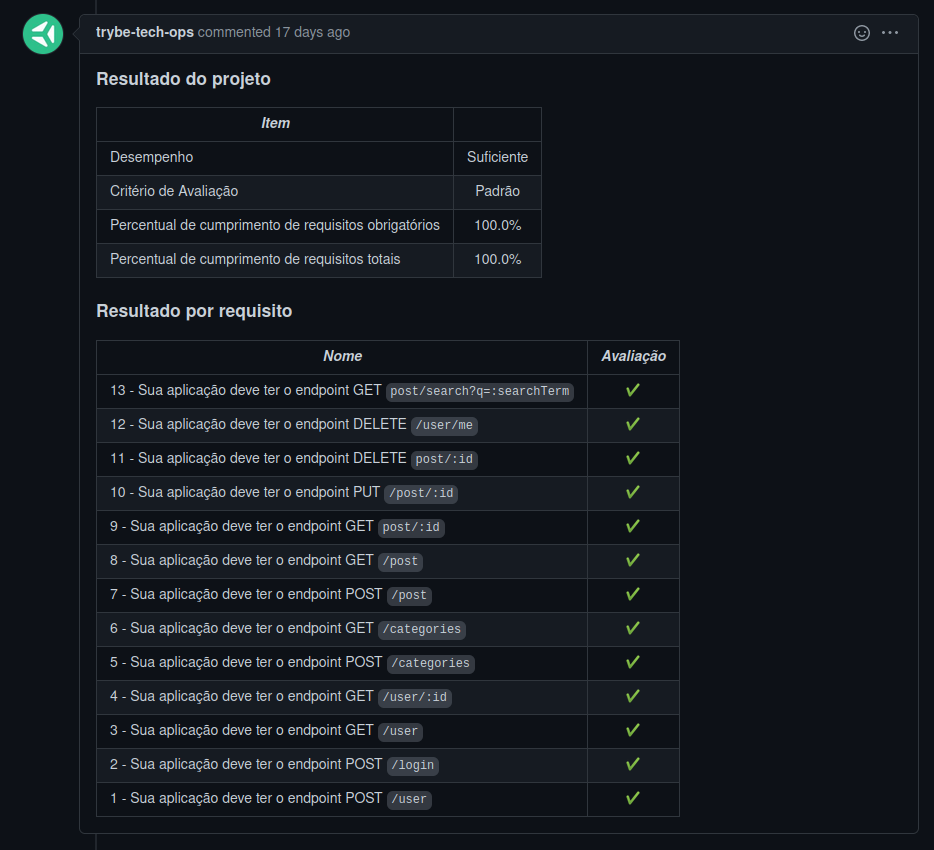 trybe-tech-ops commented 17 days ago
Resultado do projeto
Item
Desempenho Suficiente
Critério de Avaliação Padrão
Percentual de cumprimento de requisitos obrigatórios 100.0%
Percentual de cumprimento de requisitos totais 100.0%
Resultado por requisito
Nome Avaliação
13 - Sua aplicação deve ter o endpoint GET post/search?q=:searchTerm
12 - Sua aplicação deve ter o endpoint DELETE /user/me
11 - Sua aplicação deve ter o endpoint DELETE post/:id
10 - Sua aplicação deve ter o endpoint PUT /post/:id
9 - Sua aplicação deve ter o endpoint GET post/:id
8 - Sua aplicação deve ter o endpoint GET /post
7 - Sua aplicação deve ter o endpoint POST /post
6 - Sua aplicação deve ter o endpoint GET /categories
5 - Sua aplicação deve ter o endpoint POST /categories
4 - Sua aplicação deve ter o endpoint GET /user/:id
3 - Sua aplicação deve ter o endpoint GET /user
2 - Sua aplicação deve ter o endpoint POST /login
1 - Sua aplicação deve ter o endpoint POST /user